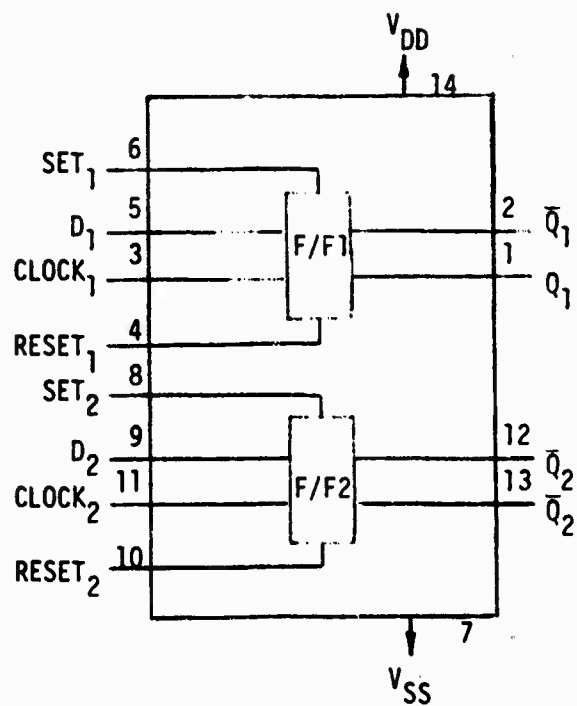 V_DD
14
6
SET_1
5
D_1
2
Q̄_1
F/F1
3
CLOCK_1
1
Q_1
4
RESET_1
8
SET_2
9
D_2
12
Q̄_2
F/F2
11
CLOCK_2
13
Q̄_2
10
RESET_2
7
V_SS